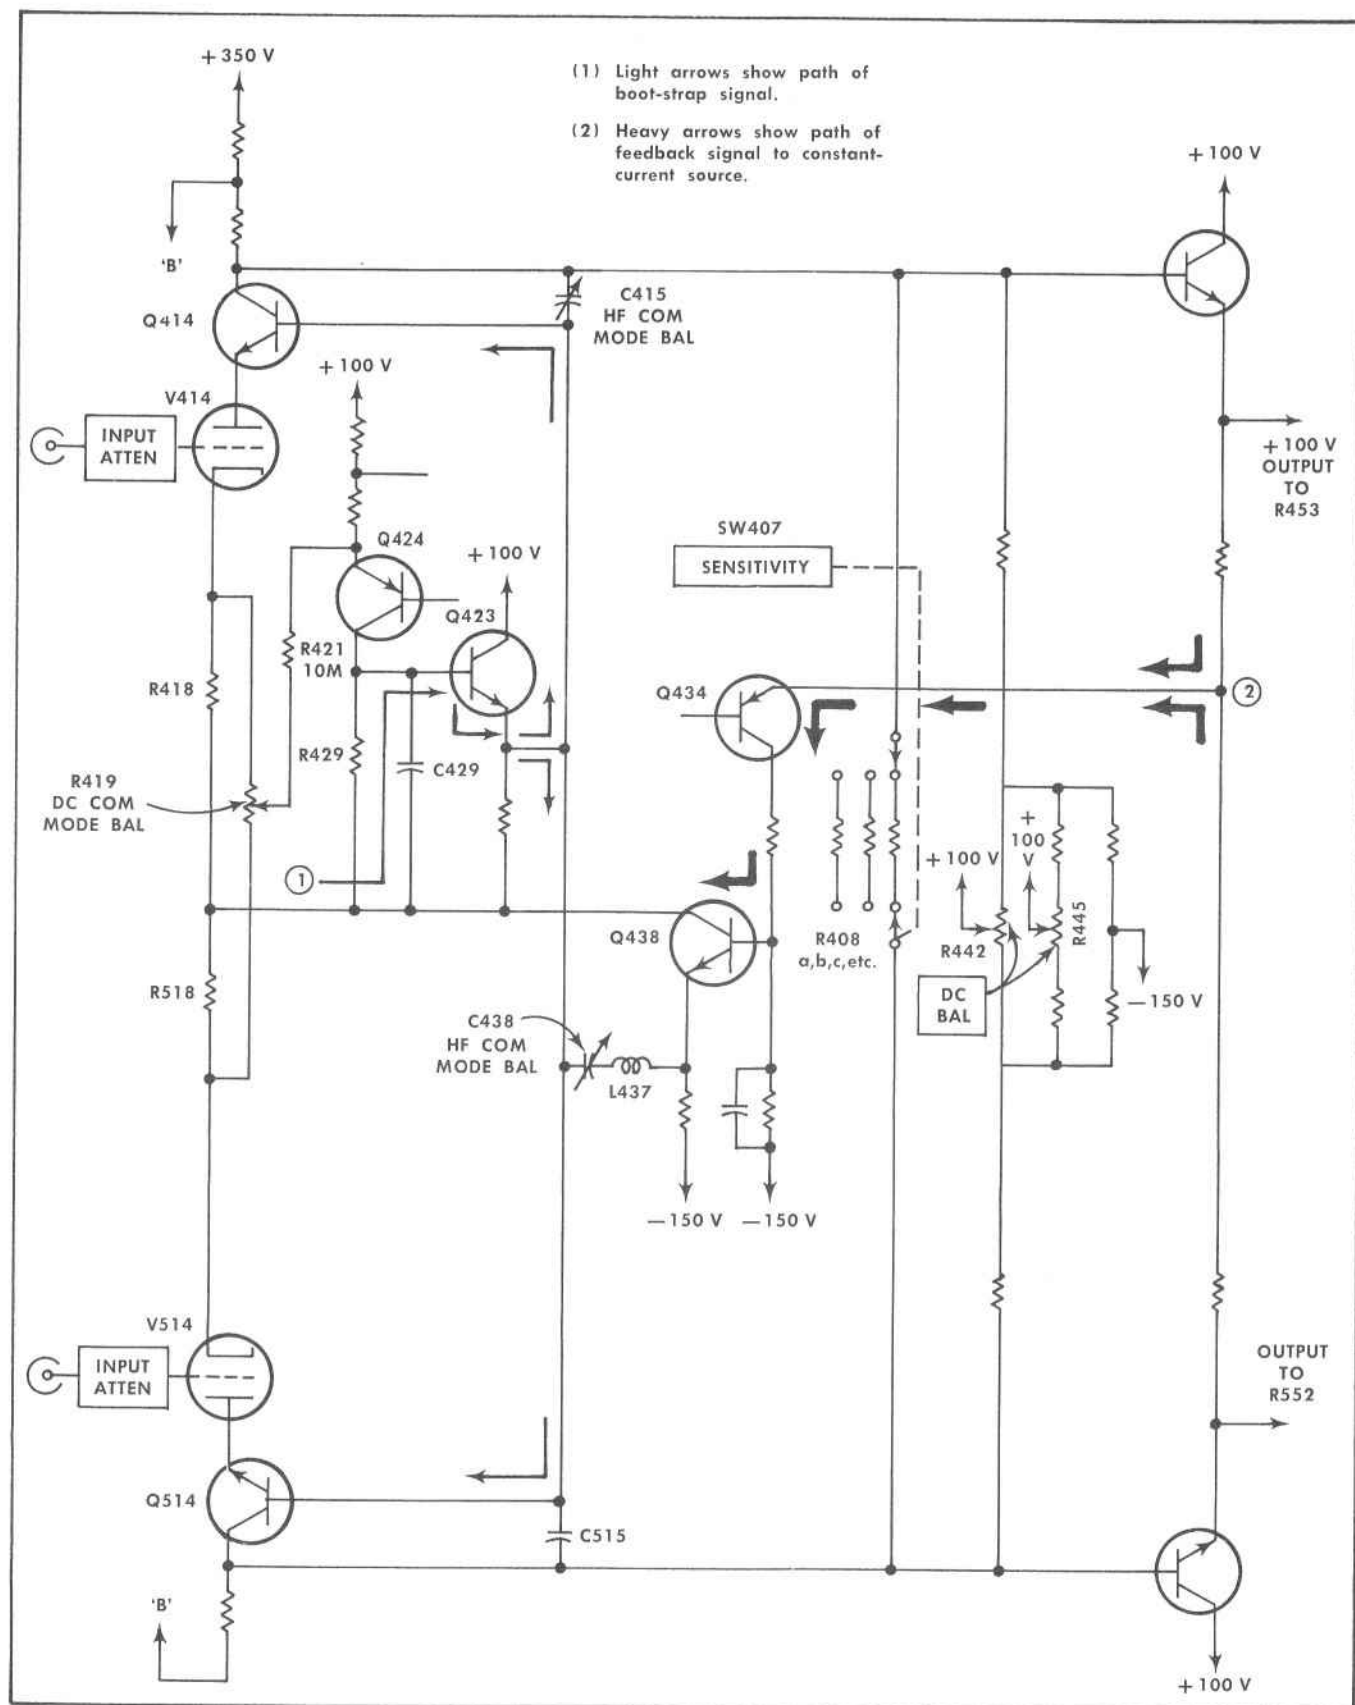 + 350 V
(1) Light arrows show path of
boot-strap signal.
(2) Heavy arrows show path of
feedback signal to constant-
current source.
+ 100 V
'B'
Q414
C415
HF COM
MODE BAL
+ 100 V
V414
INPUT
ATTEN
+ 100 V
OUTPUT
TO
R453
SW407
SENSITIVITY
Q424
+ 100 V
Q423
R421
10M
R418
Q434
2
R429
C429
R419
DC COM
MODE BAL
1
+ 100 V
+
100
V
R445
Q438
R408
a,b,c,etc.
R442
R518
DC
BAL
— 150 V
C438
HF COM
MODE BAL
L437
— 150 V
— 150 V
V514
INPUT
ATTEN
OUTPUT
TO
R552
Q514
C515
'B'
+ 100 V